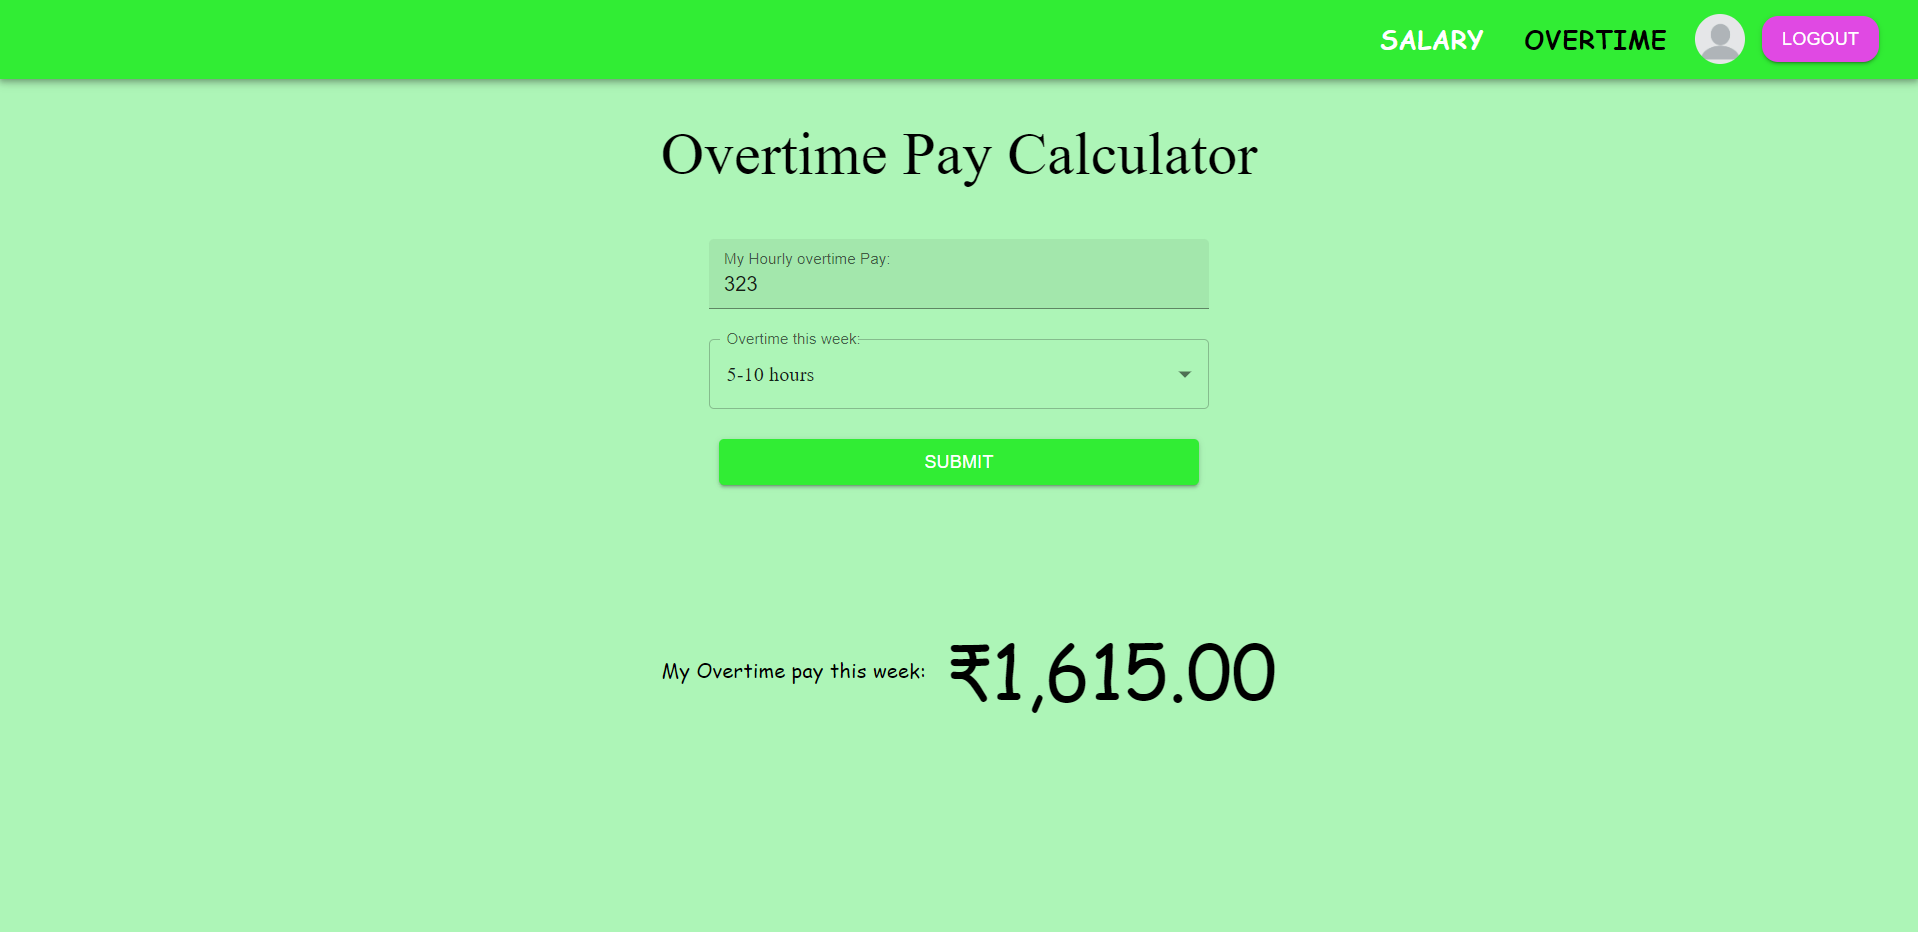 SALARY OVERTIME LOGOUT
Overtime Pay Calculator
My Hourly overtime Pay:
323
Overtime this week:
5-10 hours
SUBMIT
My Overtime pay this week: ₹1,615.00